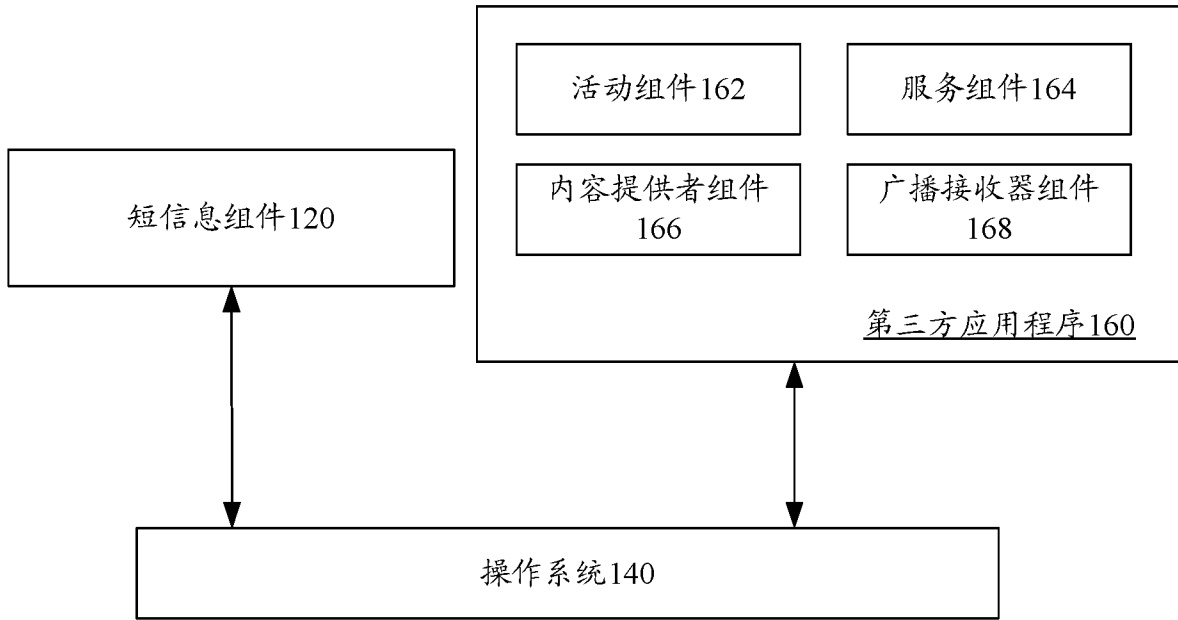 活动组件162
服务组件164
短信息组件120
内容提供者组件
166
广播接收器组件
168
第三方应用程序160
操作系统140